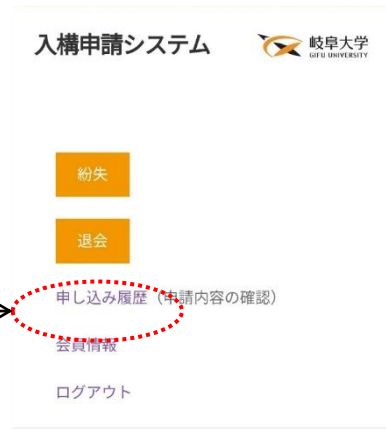 入構申請システム
岐阜大学
GIFU UNIVERSITY
紛失
退会
申し込み履歴（申請内容の確認）
会員情報
ログアウト